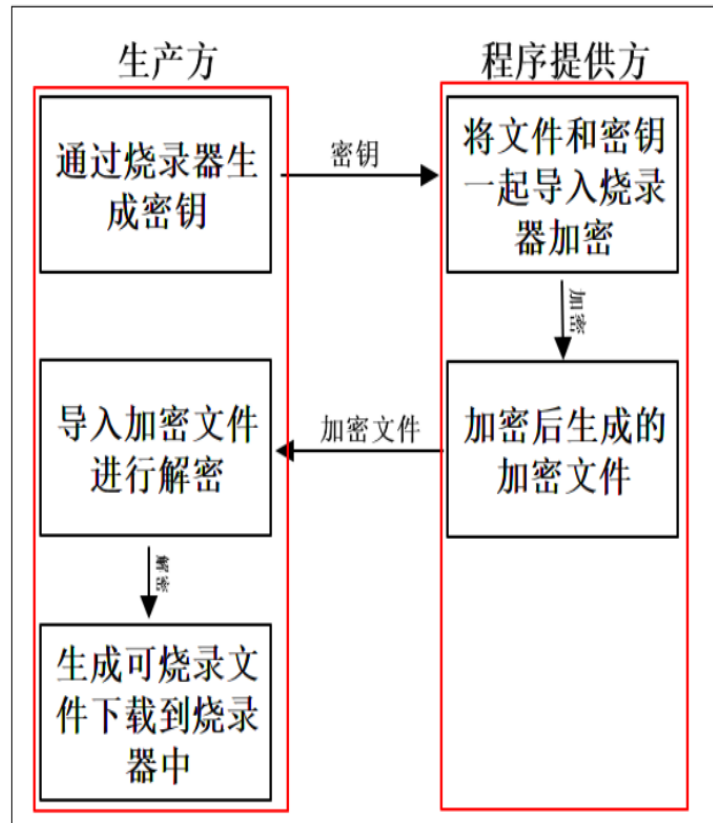 生产方
程序提供方
通过烧录器生
成密钥
密钥
将文件和密钥
一起导入烧录
器加密
加密
导入加密文件
进行解密
加密文件
加密后生成的
加密文件
解密
生成可烧录文
件下载到烧录
器中